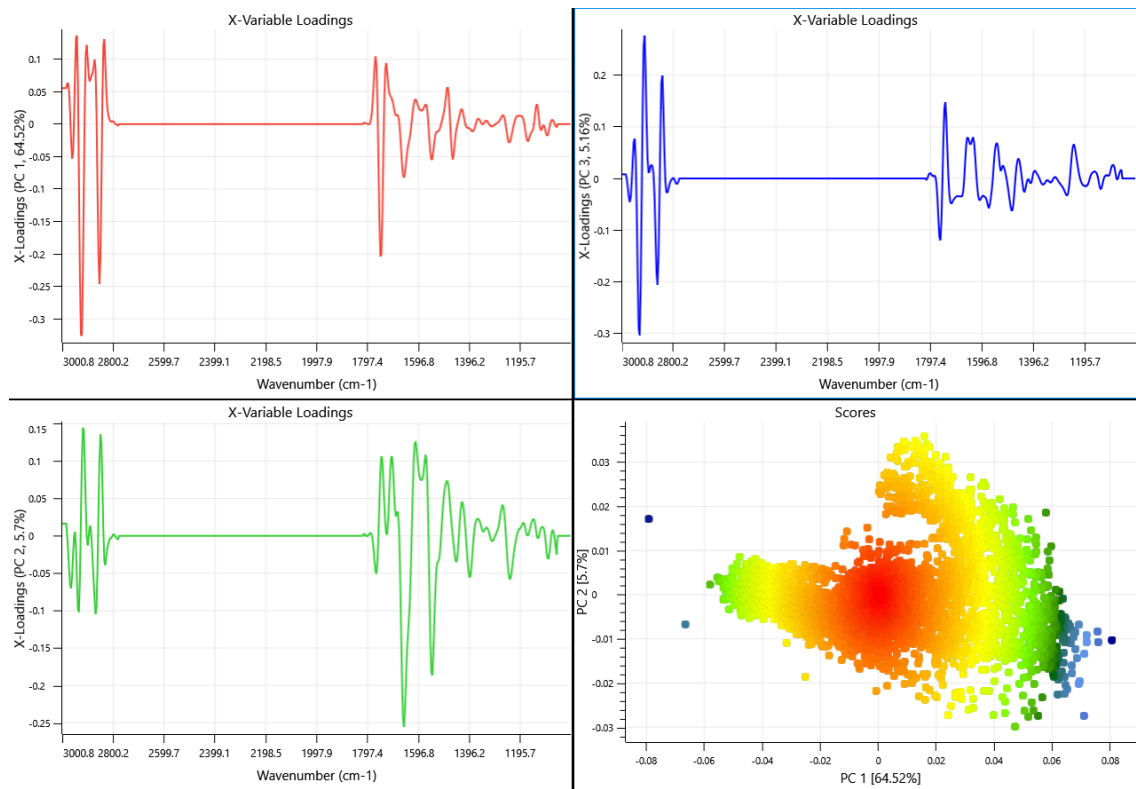 X-Variable Loadings
X-Loadings (PC 1, 64.52%)
0.1
0.05
0
-0.05
-0.1
-0.2
-0.3
3000.8 2800.2 2599.7 2399.1 2198.5 1997.9 1797.4 1596.8 1396.2 1195.7
Wavenumber (cm-1)
X-Variable Loadings
X-Loadings (PC 3, 5.16%)
0.2
0.1
0
-0.1
-0.2
-0.3
3000.8 2800.2 2599.7 2399.1 2198.5 1997.9 1797.4 1596.8 1396.2 1195.7
Wavenumber (cm-1)
X-Variable Loadings
X-Loadings (PC 2, 5.7%)
0.15
0.1
0.05
0
-0.05
-0.1
-0.2
-0.25
3000.8 2800.2 2599.7 2399.1 2198.5 1997.9 1797.4 1596.8 1396.2 1195.7
Wavenumber (cm-1)
Scores
PC 2 [5.7%]
0.03
0.02
0.01
0
-0.01
-0.02
-0.03
-0.08 -0.06 -0.04 -0.02 0 0.02 0.04 0.06 0.08
PC 1 [64.52%]